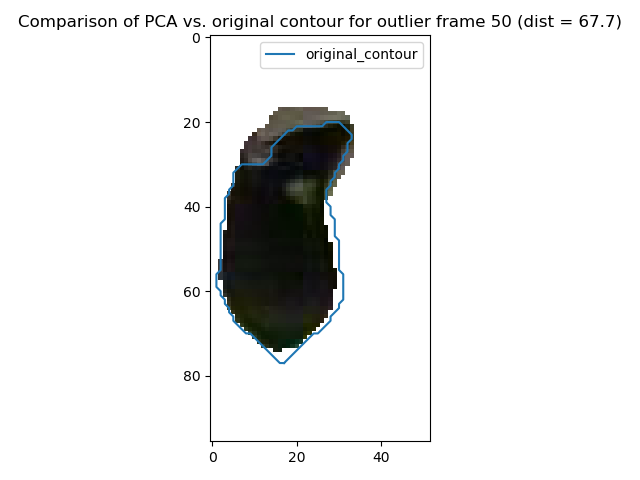 Comparison of PCA vs. original contour for outlier frame 50 (dist = 67.7)
original_contour
0
20
40
60
80
0 20 40